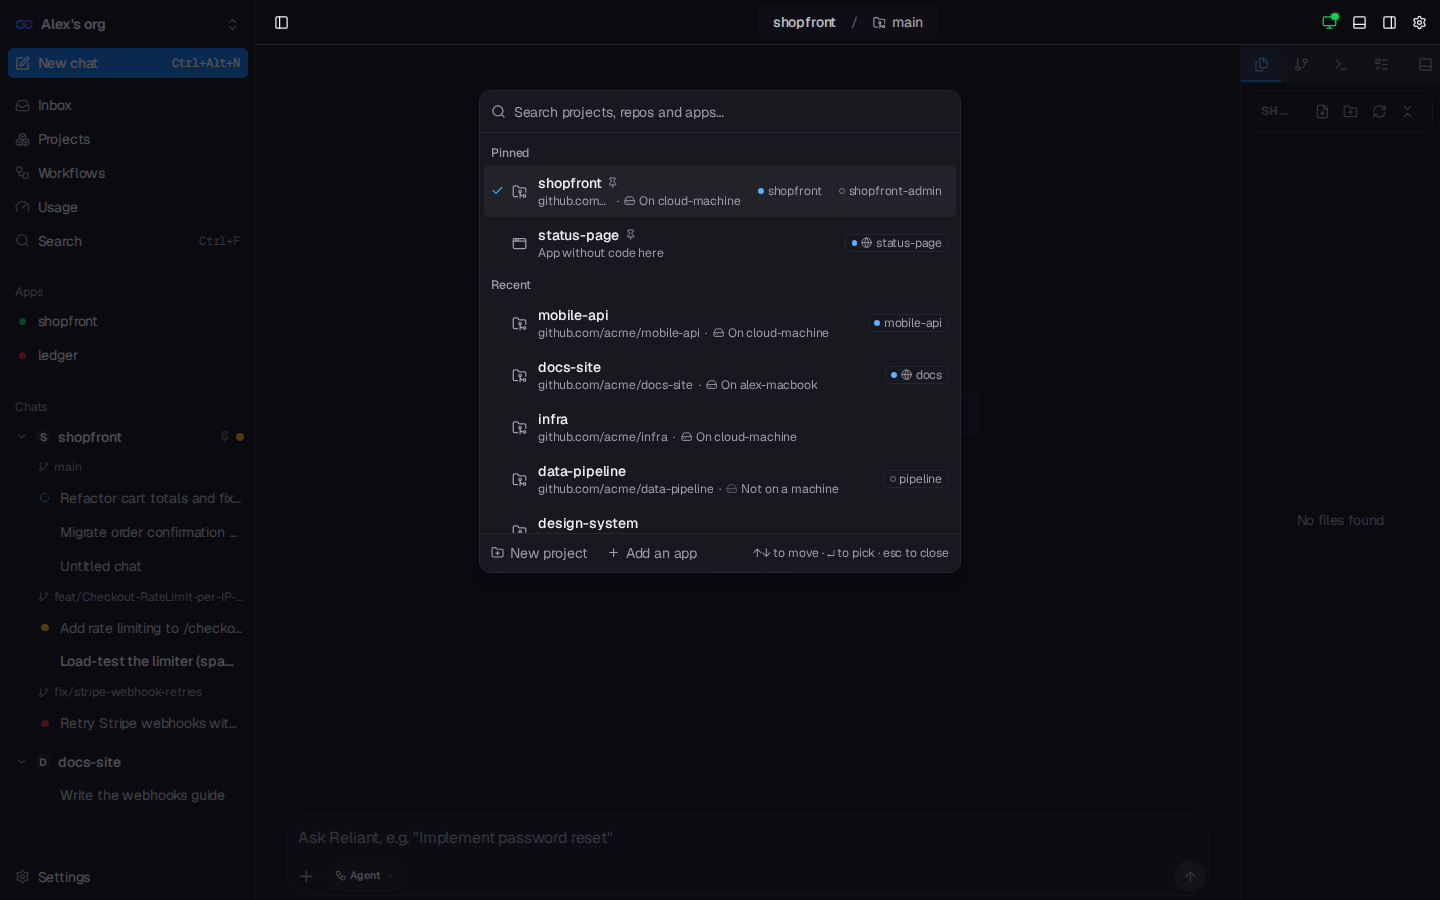 Alex's org
shopfront / main
New chat Ctrl+Alt+N
Inbox
Projects
Workflows
Usage
Search Ctrl+F
Apps
shopfront
ledger
Chats
S shopfront
main
Refactor cart totals and fix...
Migrate order confirmation ...
Untitled chat
feat/Checkout-RateLimit-per-IP-...
Add rate limiting to /checko...
Load-test the limiter (spa...
fix/stripe-webhook-retries
Retry Stripe webhooks wit...
D docs-site
Write the webhooks guide
Settings
Search projects, repos and apps...
Pinned
shopfront
github.com... · On cloud-machine
shopfront
shopfront-admin
status-page
App without code here
status-page
Recent
mobile-api
github.com/acme/mobile-api · On cloud-machine
mobile-api
docs-site
github.com/acme/docs-site · On alex-macbook
docs
infra
github.com/acme/infra · On cloud-machine
data-pipeline
github.com/acme/data-pipeline · Not on a machine
pipeline
design-system
New project
+ Add an app
↑↓ to move · ↵ to pick · esc to close
Ask Reliant, e.g. "Implement password reset"
Agent
SH...
No files found